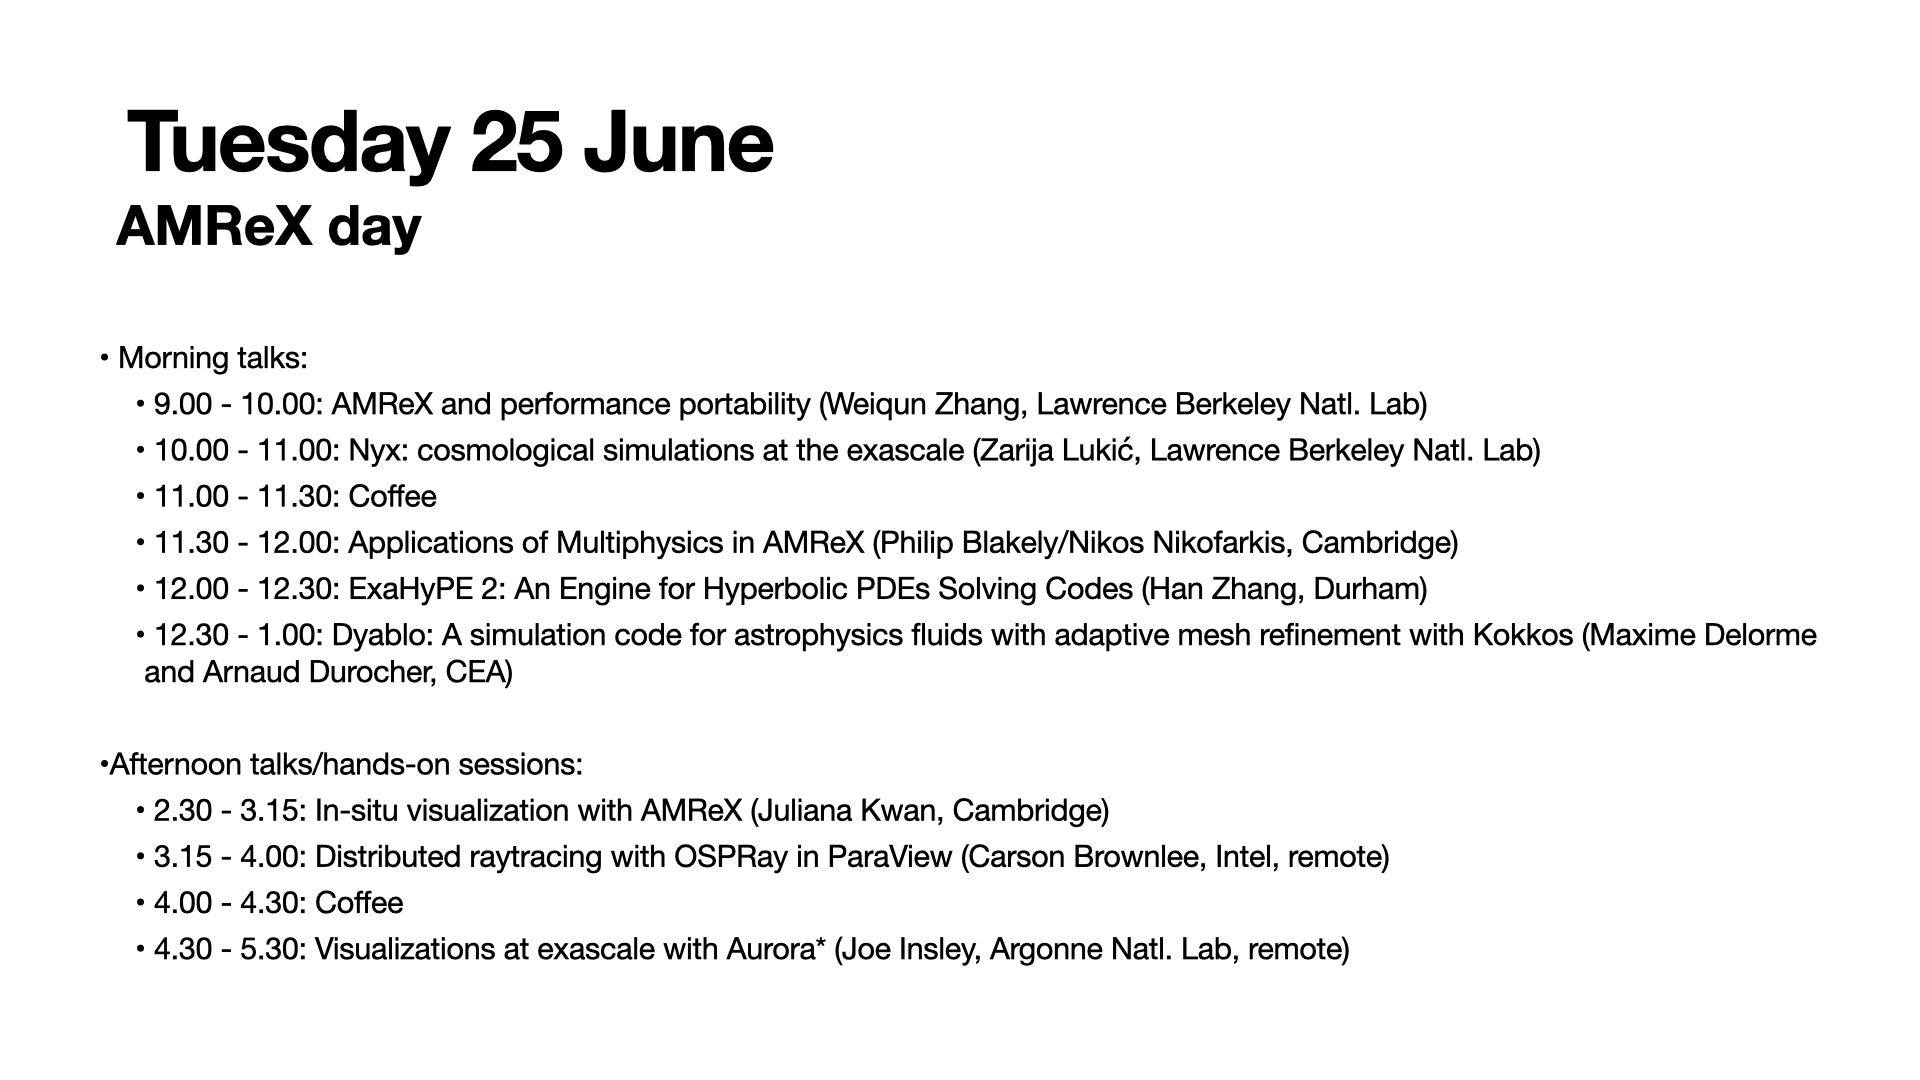 Tuesday 25 June
AMReX day
• Morning talks:
• 9.00 - 10.00: AMReX and performance portability (Weiqun Zhang, Lawrence Berkeley Natl. Lab)
• 10.00 - 11.00: Nyx: cosmological simulations at the exascale (Zarija Lukić, Lawrence Berkeley Natl. Lab)
• 11.00 - 11.30: Coffee
• 11.30 - 12.00: Applications of Multiphysics in AMReX (Philip Blakely/Nikos Nikofarkis, Cambridge)
• 12.00 - 12.30: ExaHyPE 2: An Engine for Hyperbolic PDEs Solving Codes (Han Zhang, Durham)
• 12.30 - 1.00: Dyablo: A simulation code for astrophysics fluids with adaptive mesh refinement with Kokkos (Maxime Delorme
and Arnaud Durocher, CEA)
•Afternoon talks/hands-on sessions:
• 2.30 - 3.15: In-situ visualization with AMReX (Juliana Kwan, Cambridge)
• 3.15 - 4.00: Distributed raytracing with OSPRay in ParaView (Carson Brownlee, Intel, remote)
• 4.00 - 4.30: Coffee
• 4.30 - 5.30: Visualizations at exascale with Aurora* (Joe Insley, Argonne Natl. Lab, remote)